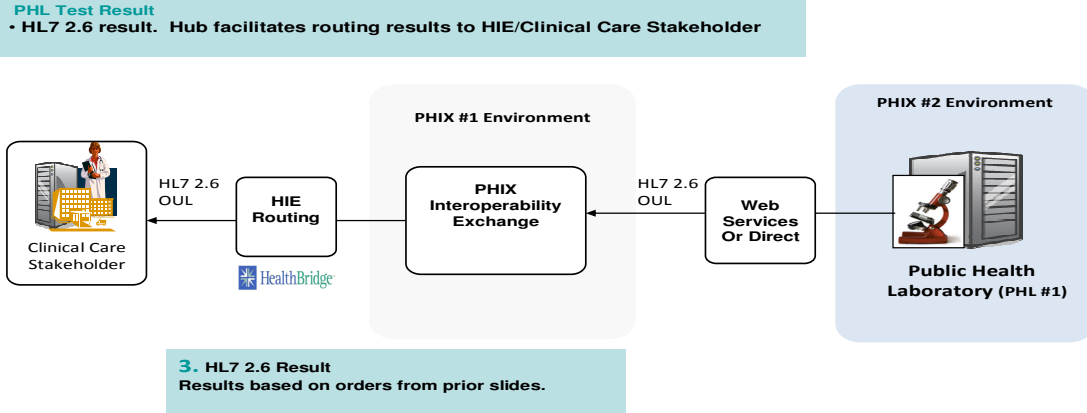 PHL Test Result
• HL7 2.6 result. Hub facilitates routing results to HIE/Clinical Care Stakeholder
PHIX #1 Environment
PHIX #2 Environment
Clinical Care
Stakeholder
HL7 2.6
OUL
HIE
Routing
HealthBridge
PHIX
Interoperability
Exchange
HL7 2.6
OUL
Web
Services
Or Direct
Public Health
Laboratory (PHL #1)
3. HL7 2.6 Result
Results based on orders from prior slides.